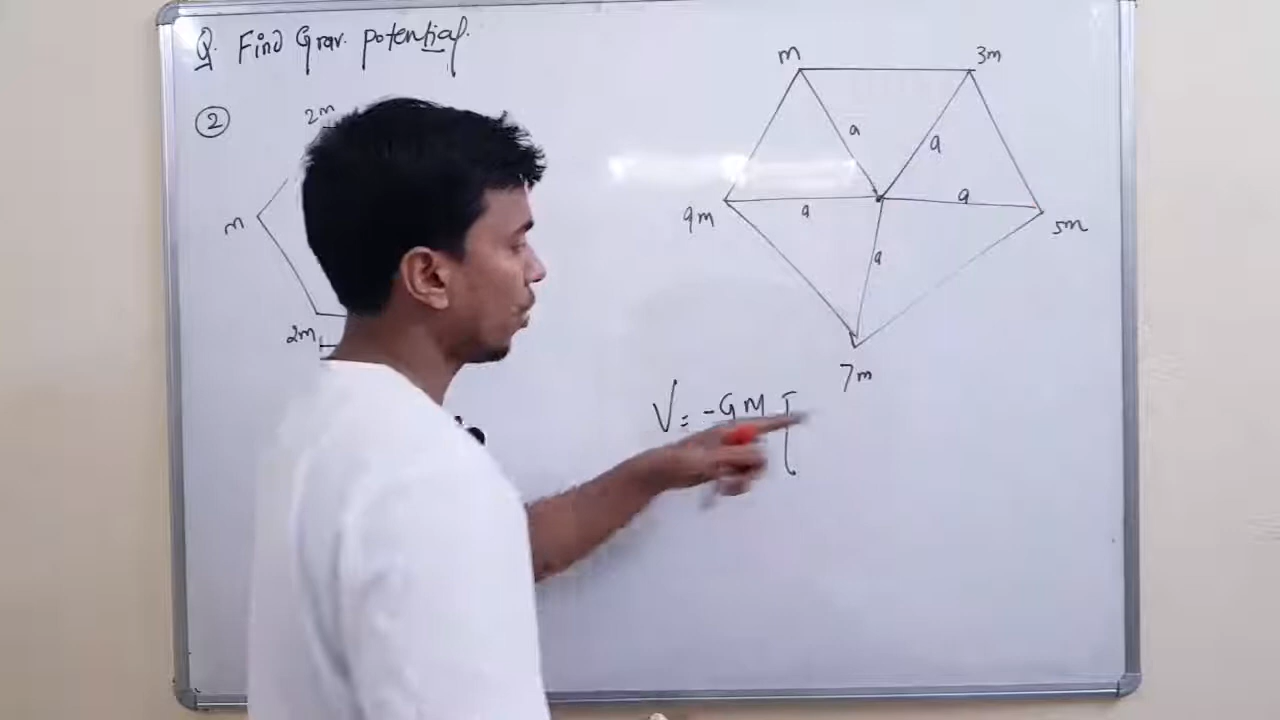 Q. Find Grav. potential.
2
2m
m
2m
m
3m
a
a
9m
a
a
5m
a
7m
V = -GM [